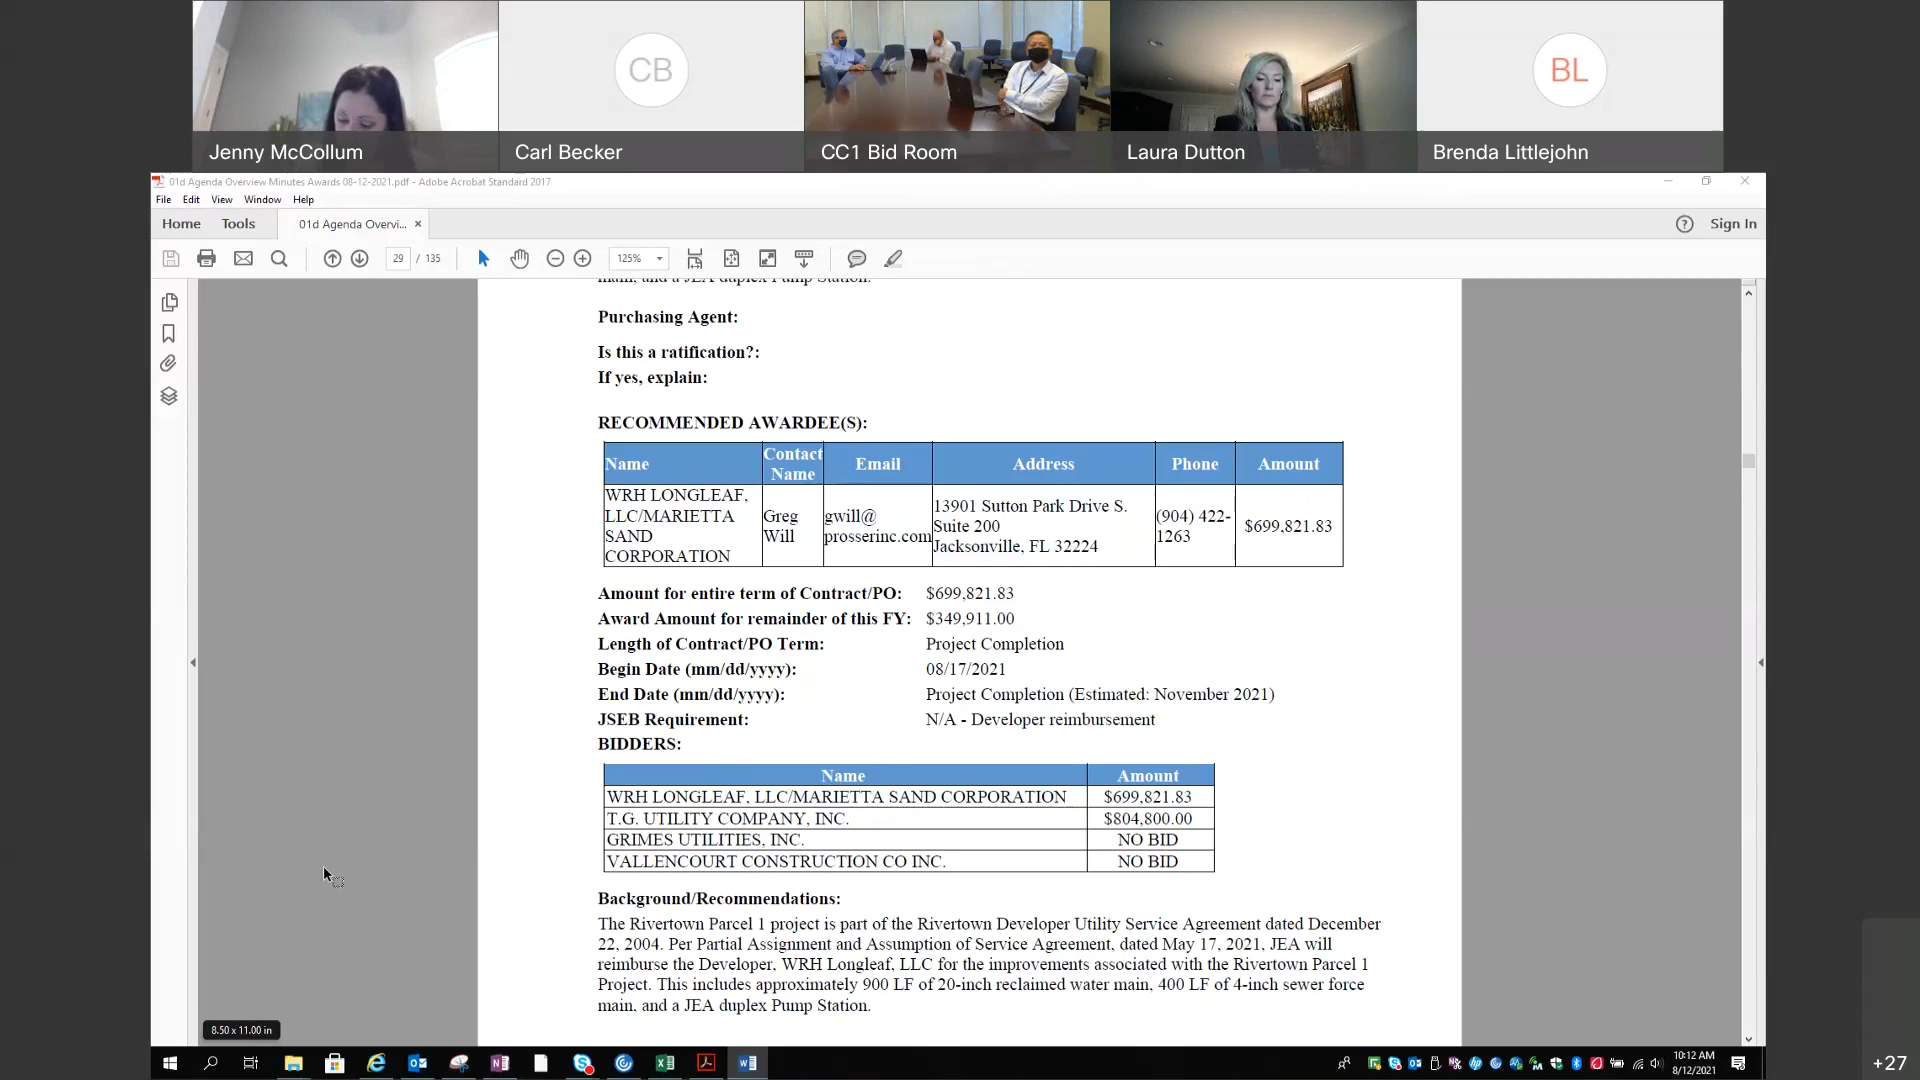 CB
BL
Jenny McCollum
Carl Becker
CC1 Bid Room
Laura Dutton
Brenda Littlejohn
01d Agenda Overview Minutes Awards 08-12-2021.pdf - Adobe Acrobat Standard 2017
File Edit View Window Help
Home Tools 01d Agenda Overvi... × Sign In
29 / 135 125%
main, and a JEA duplex Pump Station.
Purchasing Agent:
Is this a ratification?:
If yes, explain:
RECOMMENDED AWARDEE(S):
Name Contact Name Email Address Phone Amount
WRH LONGLEAF, LLC/MARIETTA SAND CORPORATION
Greg Will
gwill@ prosserinc.com
13901 Sutton Park Drive S.
Suite 200
Jacksonville, FL 32224
(904) 422-1263
$699,821.83
Amount for entire term of Contract/PO: $699,821.83
Award Amount for remainder of this FY: $349,911.00
Length of Contract/PO Term: Project Completion
Begin Date (mm/dd/yyyy): 08/17/2021
End Date (mm/dd/yyyy): Project Completion (Estimated: November 2021)
JSEB Requirement: N/A - Developer reimbursement
BIDDERS:
Name Amount
WRH LONGLEAF, LLC/MARIETTA SAND CORPORATION $699,821.83
T.G. UTILITY COMPANY, INC. $804,800.00
GRIMES UTILITIES, INC. NO BID
VALLENCOURT CONSTRUCTION CO INC. NO BID
Background/Recommendations:
The Rivertown Parcel 1 project is part of the Rivertown Developer Utility Service Agreement dated December
22, 2004. Per Partial Assignment and Assumption of Service Agreement, dated May 17, 2021, JEA will
reimburse the Developer, WRH Longleaf, LLC for the improvements associated with the Rivertown Parcel 1
Project. This includes approximately 900 LF of 20-inch reclaimed water main, 400 LF of 4-inch sewer force
main, and a JEA duplex Pump Station.
8.50 x 11.00 in
10:12 AM
8/12/2021
+27